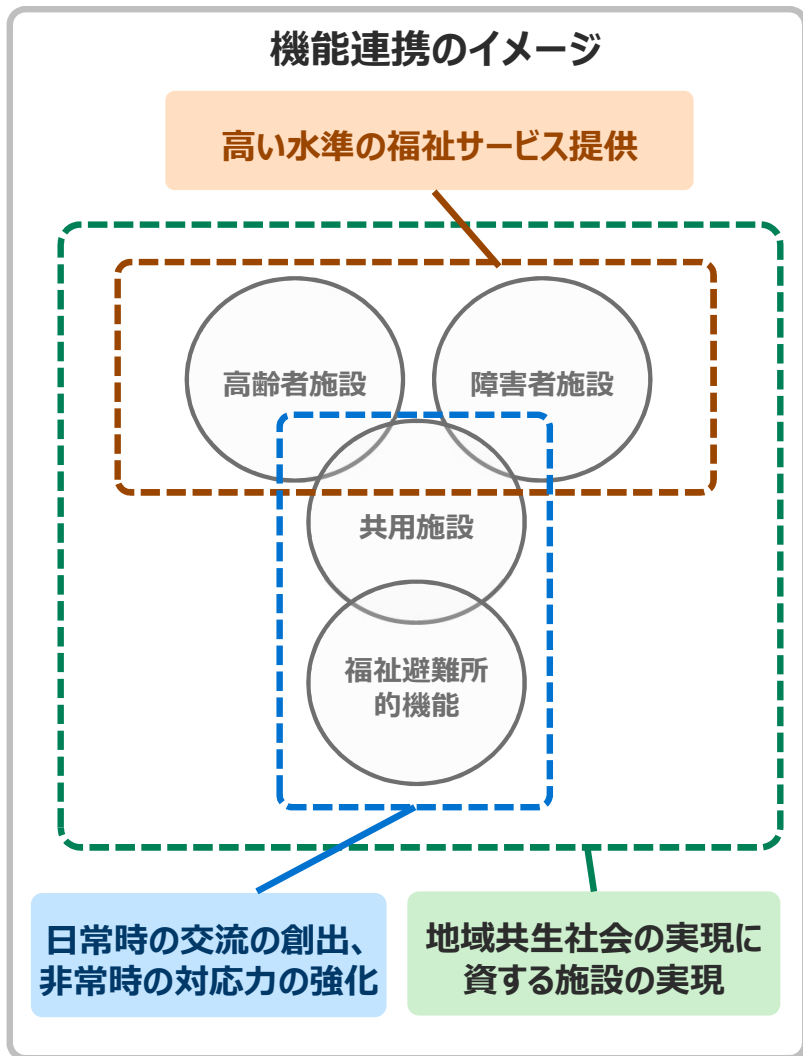 機能連携のイメージ
高い水準の福祉サービス提供
高齢者施設
障害者施設
共用施設
福祉避難所
的機能
日常時の交流の創出、
非常時の対応力の強化
地域共生社会の実現に
資する施設の実現